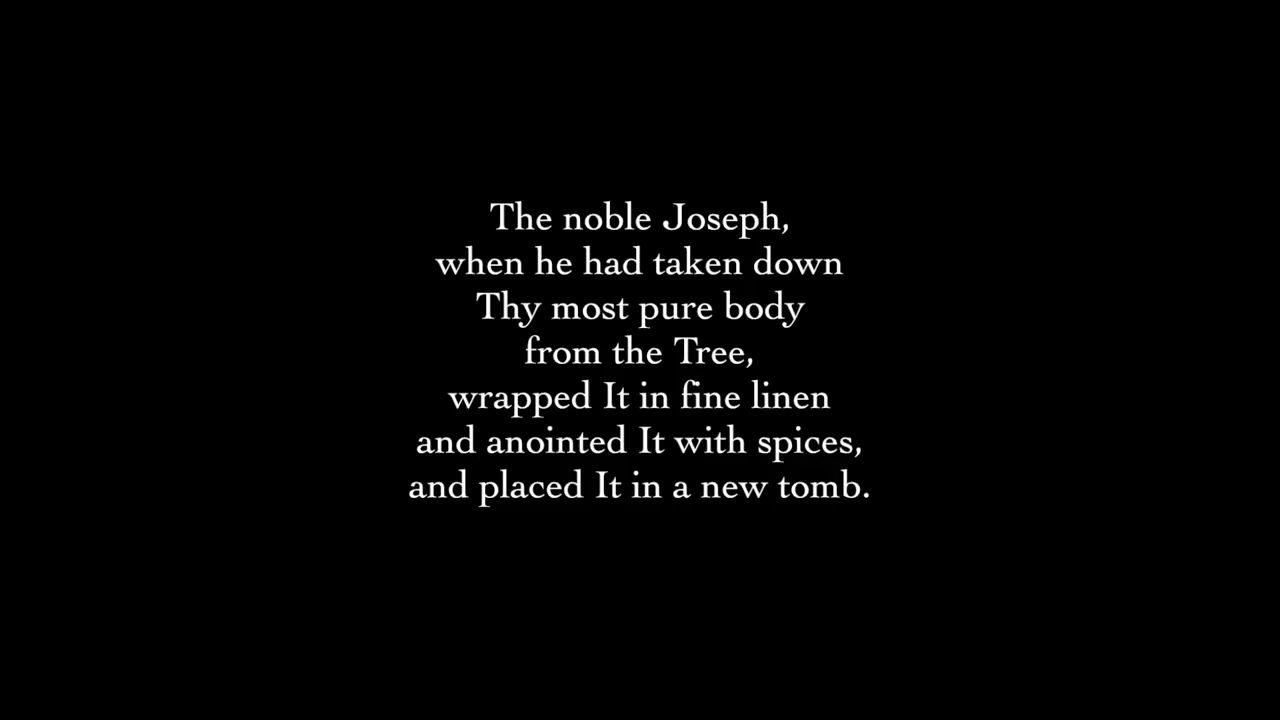 The noble Joseph,
when he had taken down
Thy most pure body
from the Tree,
wrapped It in fine linen
and anointed It with spices,
and placed It in a new tomb.